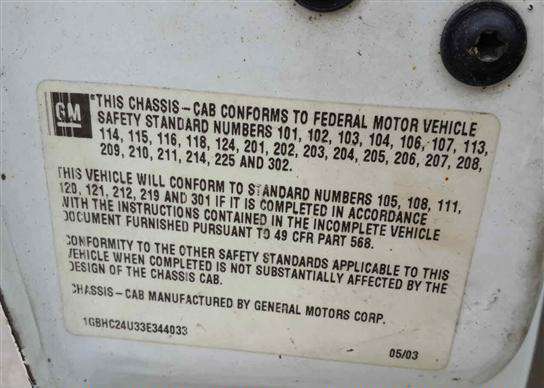 GM
"THIS CHASSIS-CAB CONFORMS TO FEDERAL MOTOR VEHICLE
SAFETY STANDARD NUMBERS 101, 102, 103, 104, 106, 107, 113,
114, 115, 116, 118, 124, 201, 202, 203, 204, 205, 206, 207, 208,
209, 210, 211, 214, 225 AND 302.
THIS VEHICLE WILL CONFORM TO STANDARD NUMBERS 105, 108, 111,
120, 121, 212, 219 AND 301 IF IT IS COMPLETED IN ACCORDANCE
WITH THE INSTRUCTIONS CONTAINED IN THE INCOMPLETE VEHICLE
DOCUMENT FURNISHED PURSUANT TO 49 CFR PART 568.
CONFORMITY TO THE OTHER SAFETY STANDARDS APPLICABLE TO THIS
VEHICLE WHEN COMPLETED IS NOT SUBSTANTIALLY AFFECTED BY THE
DESIGN OF THE CHASSIS CAB.
CHASSIS-CAB MANUFACTURED BY GENERAL MOTORS CORP.
1GBHC24U33E344033
05/03